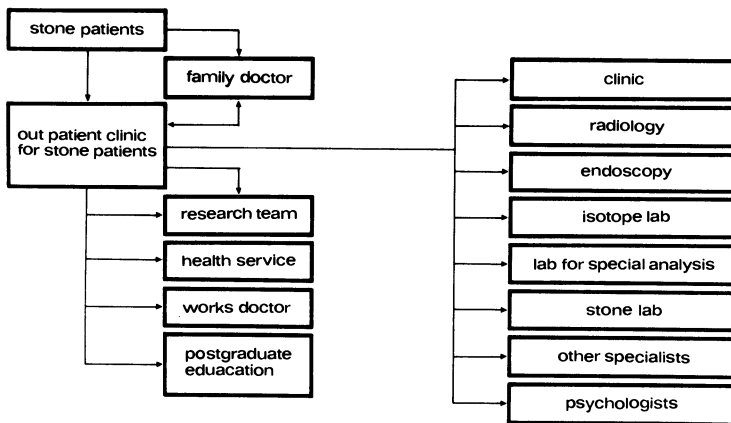 stone patients
family doctor
out patient clinic
for stone patients
research team
health service
works doctor
postgraduate
eduacation
clinic
radiology
endoscopy
isotope lab
lab for special analysis
stone lab
other specialists
psychologists